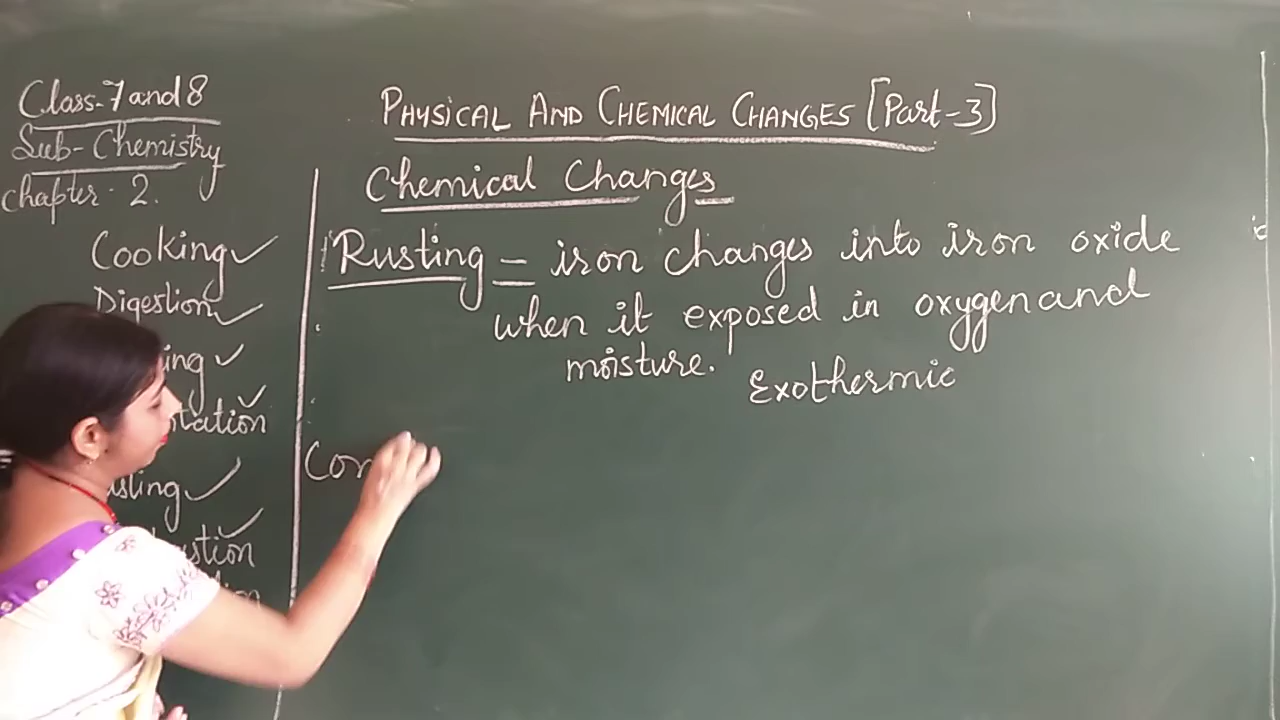 Class-7 and 8
Sub-Chemistry
Chapter-2.
Cooking
Digestion
PHYSICAL AND CHEMICAL CHANGES [Part-3]
Chemical Changes
Rusting = iron changes into iron oxide
when it exposed in oxygen and
moisture.
Exothermic